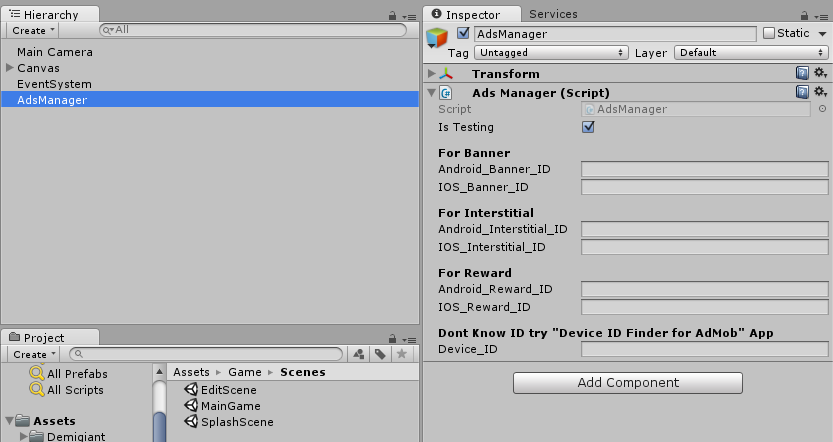 Hierarchy
Create
All
Main Camera
Canvas
EventSystem
AdsManager
Project
Create
All Prefabs
All Scripts
Assets
Demigiant
Assets Game Scenes
EditScene
MainGame
SplashScene
Inspector
Services
AdsManager
Static
Tag
Untagged
Layer
Default
Transform
Ads Manager (Script)
Script
AdsManager
Is Testing
For Banner
Android_Banner_ID
IOS_Banner_ID
For Interstitial
Android_Interstitial_ID
IOS_Interstitial_ID
For Reward
Android_Reward_ID
IOS_Reward_ID
Dont Know ID try "Device ID Finder for AdMob" App
Device_ID
Add Component